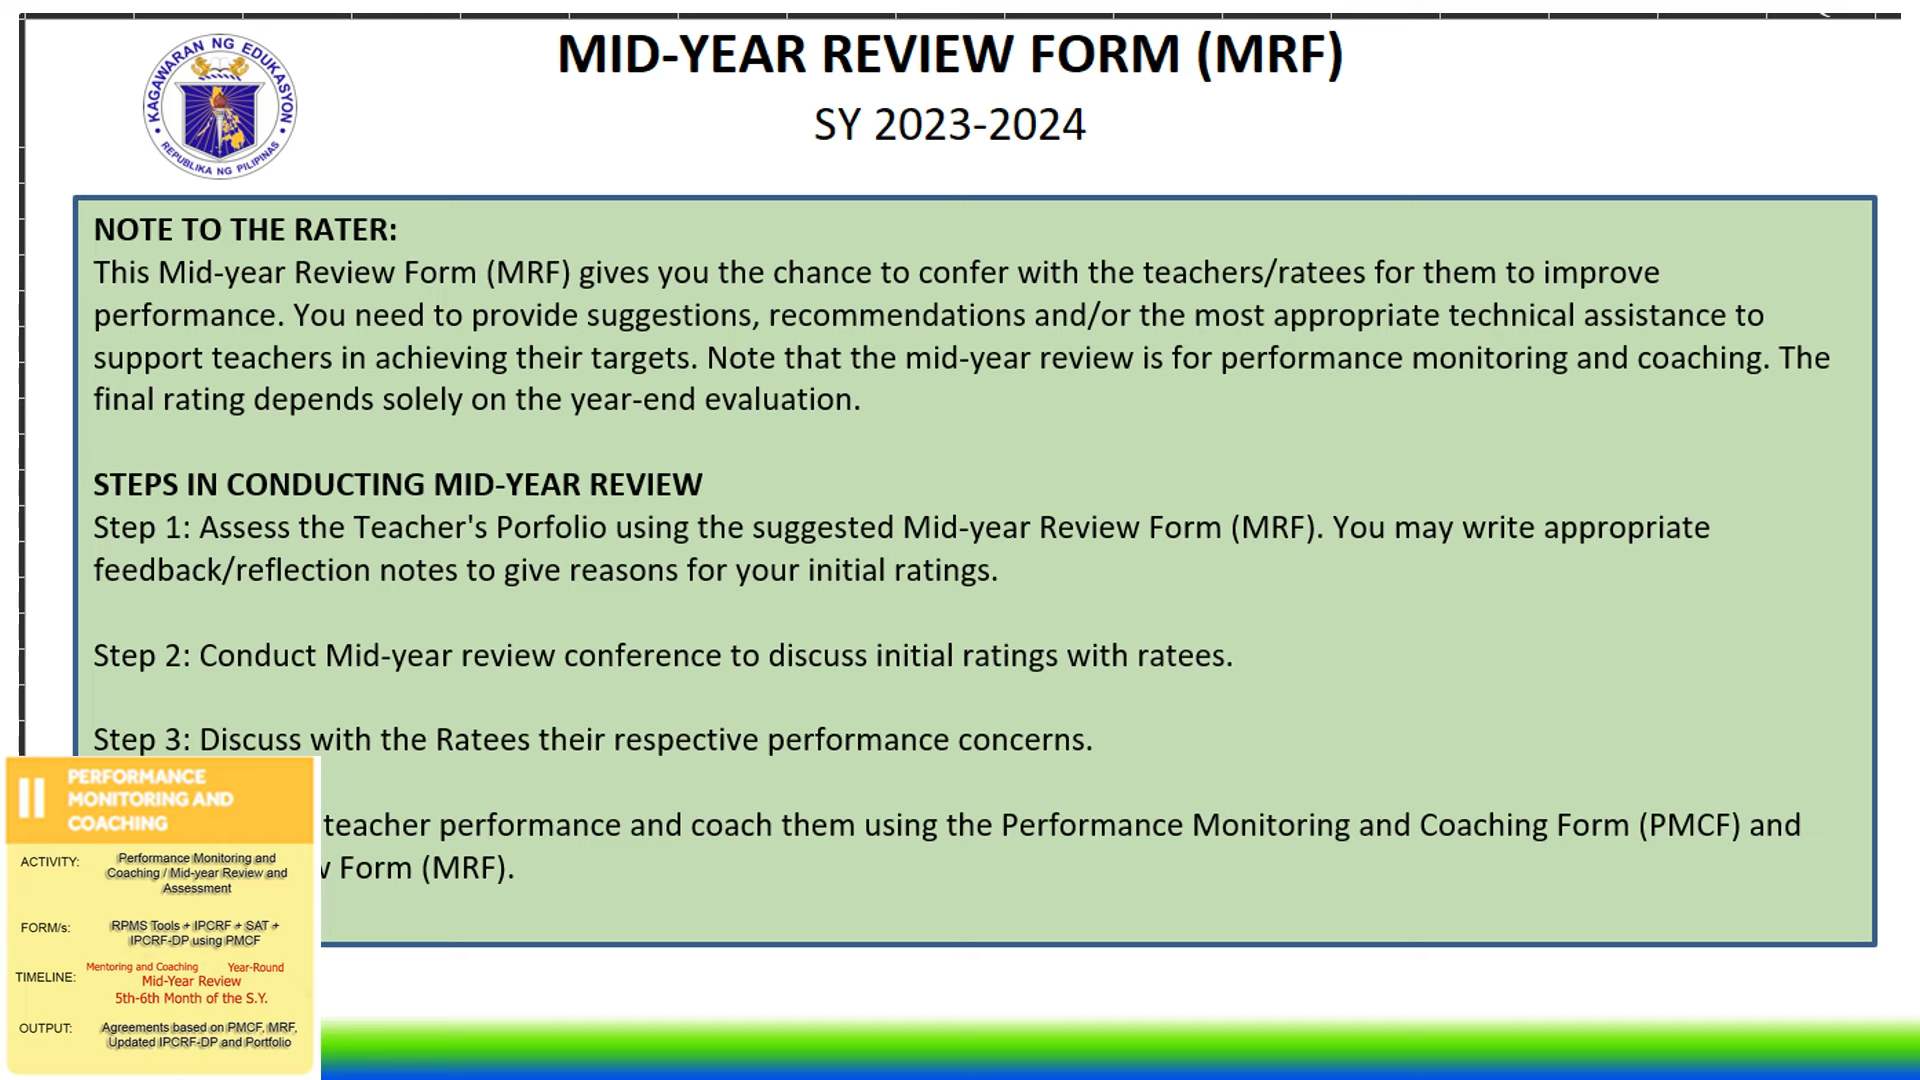 MID-YEAR REVIEW FORM (MRF)
SY 2023-2024
KAGAWARAN NG EDUKASYON
REPUBLIKA NG PILIPINAS
NOTE TO THE RATER:
This Mid-year Review Form (MRF) gives you the chance to confer with the teachers/ratees for them to improve
performance. You need to provide suggestions, recommendations and/or the most appropriate technical assistance to
support teachers in achieving their targets. Note that the mid-year review is for performance monitoring and coaching. The
final rating depends solely on the year-end evaluation.
STEPS IN CONDUCTING MID-YEAR REVIEW
Step 1: Assess the Teacher's Porfolio using the suggested Mid-year Review Form (MRF). You may write appropriate
feedback/reflection notes to give reasons for your initial ratings.
Step 2: Conduct Mid-year review conference to discuss initial ratings with ratees.
Step 3: Discuss with the Ratees their respective performance concerns.
teacher performance and coach them using the Performance Monitoring and Coaching Form (PMCF) and
Form (MRF).
II PERFORMANCE
MONITORING AND
COACHING
ACTIVITY: Performance Monitoring and
Coaching / Mid-year Review and
Assessment
FORM/s: RPMS Tools + IPCRF + SAT +
IPCRF-DP using PMCF
TIMELINE: Mentoring and Coaching Year-Round
Mid-Year Review
5th-6th Month of the S.Y.
OUTPUT: Agreements based on PMCF, MRF,
Updated IPCRF-DP and Portfolio